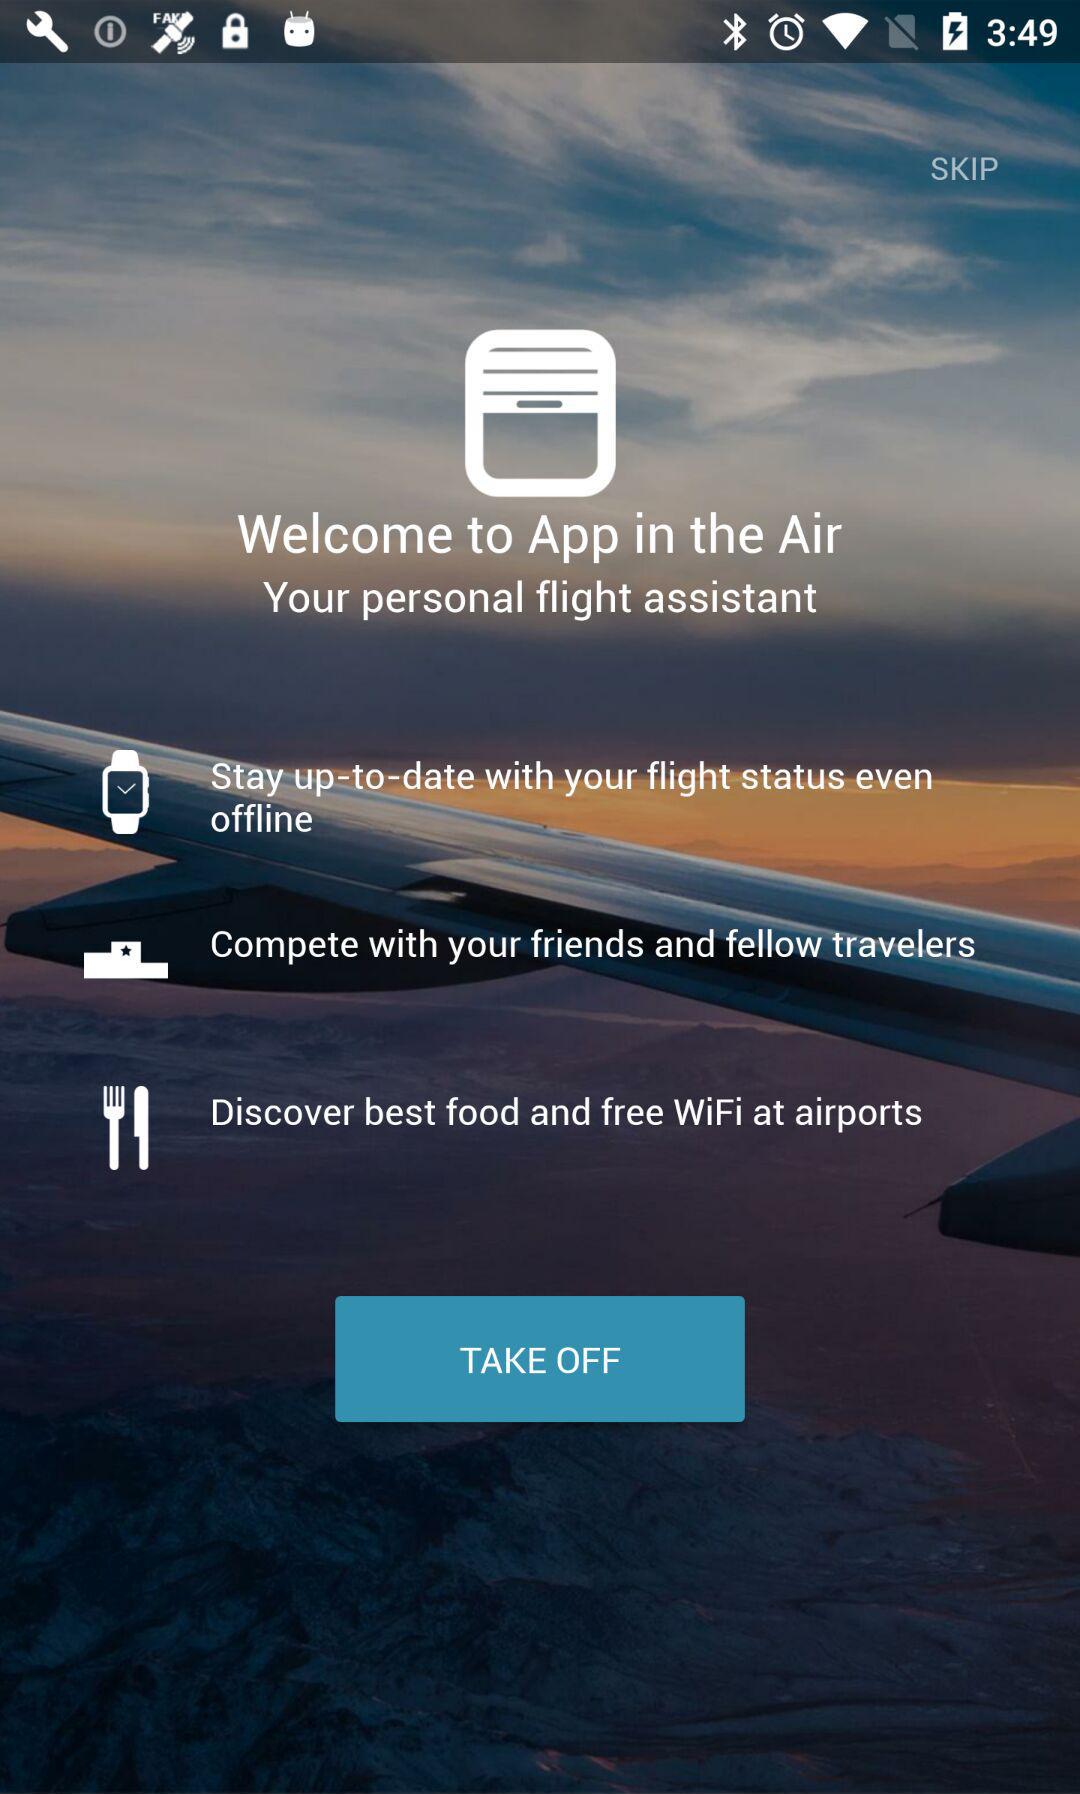 FAKE
3:49
SKIP
Welcome to App in the Air
Your personal flight assistant
Stay up-to-date with your flight status even
offline
Compete with your friends and fellow travelers
Discover best food and free WiFi at airports
TAKE OFF